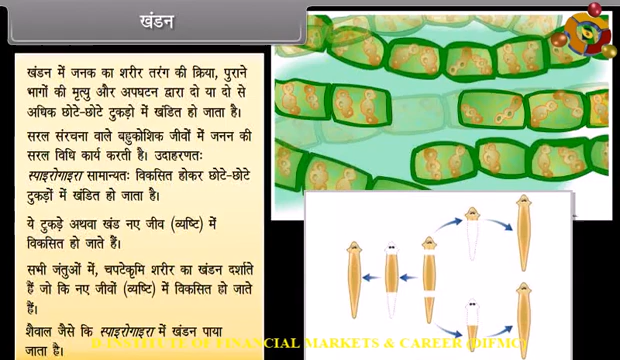 खंडन
खंडन में जनक का शरीर तरंग की क्रिया, पुराने
भागों की मृत्यु और अपघटन द्वारा दो या दो से
अधिक छोटे-छोटे टुकड़ो में खंडित हो जाता है।
सरल संरचना वाले बहुकोशिक जीवों में जनन की
सरल विधि कार्य करती है। उदाहरणतः
स्पाइरोगाइरा सामान्यतः विकसित होकर छोटे-छोटे
टुकड़ों में खंडित हो जाता है।
ये टुकड़े अथवा खंड नए जीव (व्यष्टि) में
विकसित हो जाते हैं।
सभी जंतुओं में, चपटेकृमि शरीर का खंडन दर्शाते
हैं जो कि नए जीवों (व्यष्टि) में विकसित हो जाते
हैं।
शैवाल जैसे कि स्पाइरोगाइरा में खंडन पाया
जाता है।
D INSTITUTE OF FINANCIAL MARKETS & CAREER (DIFMC)